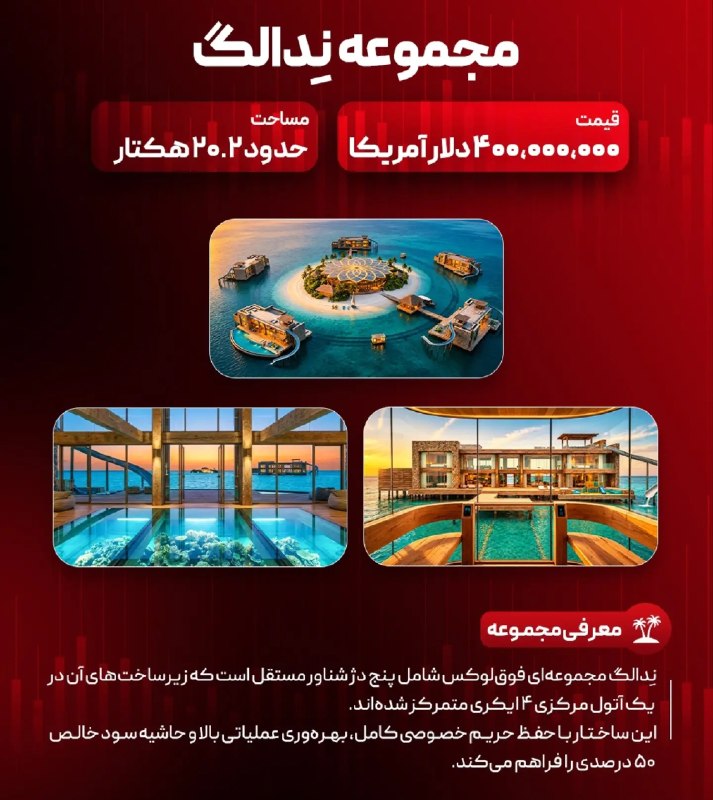 مجموعه نِدالگ
قیمت
۴۰۰,۰۰۰,۰۰۰ دلار آمریکا
مساحت
حدود ۲۰.۲ هکتار
معرفی مجموعه
نِدالگ مجموعه‌ای فوق‌لوکس شامل پنج دژ شناور مستقل است که زیرساخت‌های آن در
یک آتول مرکزی ۴ ایکری متمرکز شده‌اند.
این ساختار با حفظ حریم خصوصی کامل، بهره‌وری عملیاتی بالا و حاشیه سود خالص
۵۰ درصدی را فراهم می‌کند.